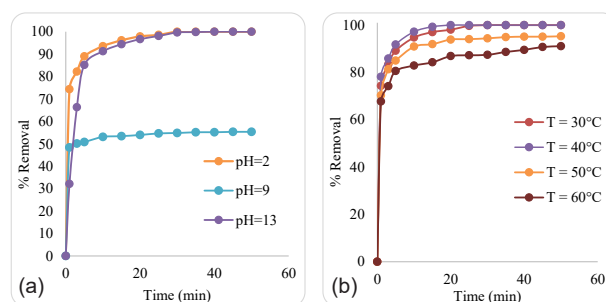 100
90
80
70
60
50
40
30
20
10
0
% Removal
pH=2
pH=9
pH=13
0 20 40 60
Time (min)
(a)
100
80
60
40
20
0
% Removal
T = 30°C
T = 40°C
T = 50°C
T = 60°C
0 20 40 60
Time (min)
(b)